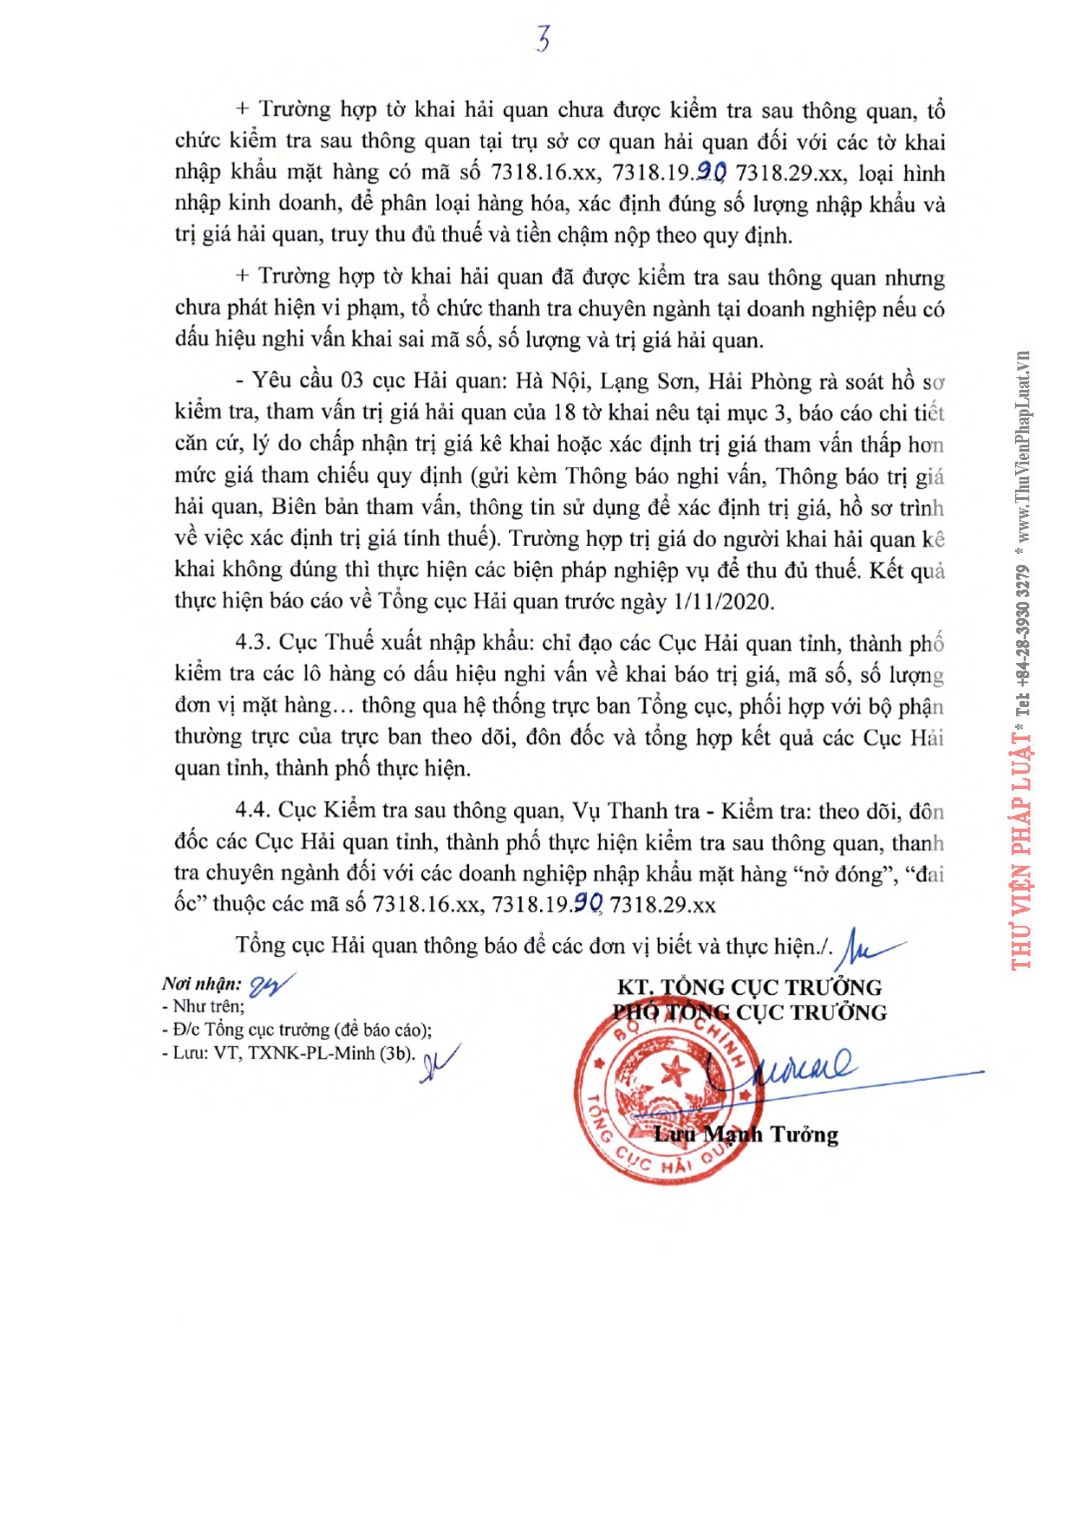 3
+ Trường hợp tờ khai hải quan chưa được kiểm tra sau thông quan, tổ
chức kiểm tra sau thông quan tại trụ sở cơ quan hải quan đối với các tờ khai
nhập khẩu mặt hàng có mã số 7318.16.xx, 7318.19.90, 7318.29.xx, loại hình
nhập kinh doanh, để phân loại hàng hóa, xác định đúng số lượng nhập khẩu và
trị giá hải quan, truy thu đủ thuế và tiền chậm nộp theo quy định.
+ Trường hợp tờ khai hải quan đã được kiểm tra sau thông quan nhưng
chưa phát hiện vi phạm, tổ chức thanh tra chuyên ngành tại doanh nghiệp nếu có
dấu hiệu nghi vấn khai sai mã số, số lượng và trị giá hải quan.
- Yêu cầu 03 cục Hải quan: Hà Nội, Lạng Sơn, Hải Phòng rà soát hồ sơ
kiểm tra, tham vấn trị giá hải quan của 18 tờ khai nêu tại mục 3, báo cáo chi tiết
căn cứ, lý do chấp nhận trị giá kê khai hoặc xác định trị giá tham vấn thấp hơn
mức giá tham chiếu quy định (gửi kèm Thông báo nghi vấn, Thông báo trị giá
hải quan, Biên bản tham vấn, thông tin sử dụng để xác định trị giá, hồ sơ trình
về việc xác định trị giá tính thuế). Trường hợp trị giá do người khai hải quan kê
khai không đúng thì thực hiện các biện pháp nghiệp vụ để thu đủ thuế. Kết quả
thực hiện báo cáo về Tổng cục Hải quan trước ngày 1/11/2020.
4.3. Cục Thuế xuất nhập khẩu: chỉ đạo các Cục Hải quan tỉnh, thành phố
kiểm tra các lô hàng có dấu hiệu nghi vấn về khai báo trị giá, mã số, số lượng
đơn vị mặt hàng... thông qua hệ thống trực ban Tổng cục, phối hợp với bộ phận
thường trực của trực ban theo dõi, đôn đốc và tổng hợp kết quả các Cục Hải
quan tỉnh, thành phố thực hiện.
4.4. Cục Kiểm tra sau thông quan, Vụ Thanh tra - Kiểm tra: theo dõi, đôn
đốc các Cục Hải quan tỉnh, thành phố thực hiện kiểm tra sau thông quan, thanh
tra chuyên ngành đối với các doanh nghiệp nhập khẩu mặt hàng “nở đóng”, “đai
ốc” thuộc các mã số 7318.16.xx, 7318.19.90, 7318.29.xx
Tổng cục Hải quan thông báo để các đơn vị biết và thực hiện./.
Nơi nhận:
- Như trên;
- Đ/c Tổng cục trưởng (để báo cáo);
- Lưu: VT, TXNK-PL-Minh (3b).
KT. TỔNG CỤC TRƯỞNG
PHÓ TỔNG CỤC TRƯỞNG
BỘ TÀI CHÍNH
TỔNG CỤC HẢI QUAN
Lưu Mạnh Tưởng
THƯ VIỆN PHÁP LUẬT * Tel: +84-28-3930 3279 * www.ThuVienPhapLuat.vn